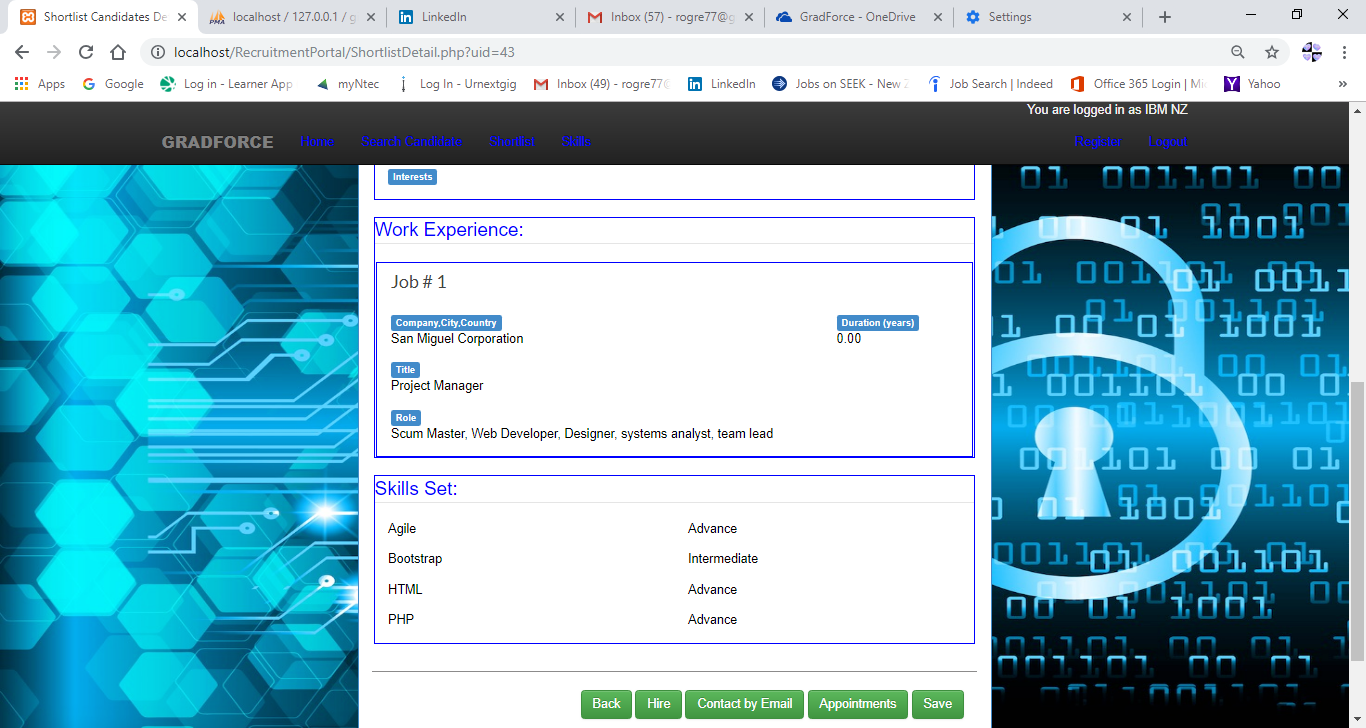 Shortlist Candidates De
localhost / 127.0.0.1 / g
LinkedIn
Inbox (57) - rogre77@g
GradForce - OneDrive
Settings
localhost/RecruitmentPortal/ShortlistDetail.php?uid=43
Apps
Google
Log in - Learner App
myNtec
Log In - Urnextgig
Inbox (49) - rogre77@
LinkedIn
Jobs on SEEK - New Z
Job Search | Indeed
Office 365 Login | Mi
Yahoo
You are logged in as IBM NZ
GRADFORCE Home Search Candidate Shortlist Skills Register Logout
Interests
Work Experience:
Job # 1
Company,City,Country Duration (years)
San Miguel Corporation 0.00
Title
Project Manager
Role
Scum Master, Web Developer, Designer, systems analyst, team lead
Skills Set:
Agile Advance
Bootstrap Intermediate
HTML Advance
PHP Advance
Back Hire Contact by Email Appointments Save